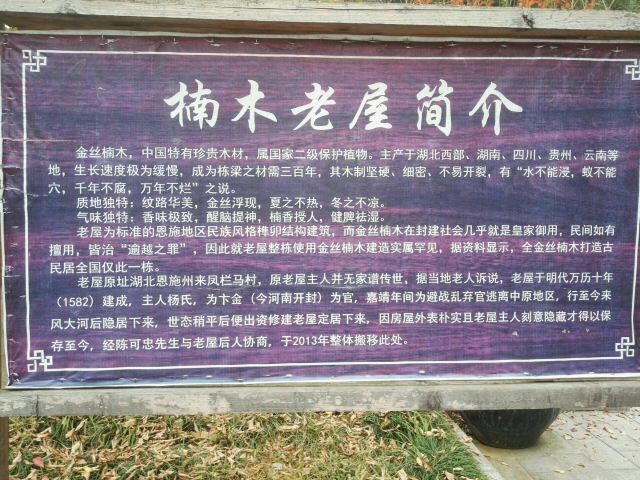 楠木老屋简介
金丝楠木，中国特有珍贵木材，属国家二级保护植物。主产于湖北西部、湖南、四川、贵州、云南等
地，生长速度极为缓慢，成为栋梁之材需三百年，其木制坚硬、细密、不易开裂，有“水不能浸，蚁不能
穴，千年不腐，万年不烂”之说。
质地独特：纹路华美，金丝浮现，夏之不热，冬之不凉。
气味独特：香味极致，醒脑提神，楠香授人，健脾祛湿。
老屋为标准的恩施地区民族风格榫卯结构建筑，而金丝楠木在封建社会几乎就是皇家御用，民间如有
擅用，皆治“逾越之罪”，因此就老屋整栋使用金丝楠木建造实属罕见，据资料显示，全金丝楠木打造古
民居全国仅此一栋。
老屋原址湖北恩施州来凤栏马村，原老屋主人并无家谱传世，据当地老人诉说，老屋于明代万历十年
（1582）建成，主人杨氏，为卞金（今河南开封）为官，嘉靖年间为避战乱弃官逃离中原地区，行至今来
风大河后隐居下来，世态稍平后便出资修建老屋定居下来，因房屋外表朴实且老屋主人刻意隐藏才得以保
存至今，经陈可忠先生与老屋后人协商，于2013年整体搬移此处。